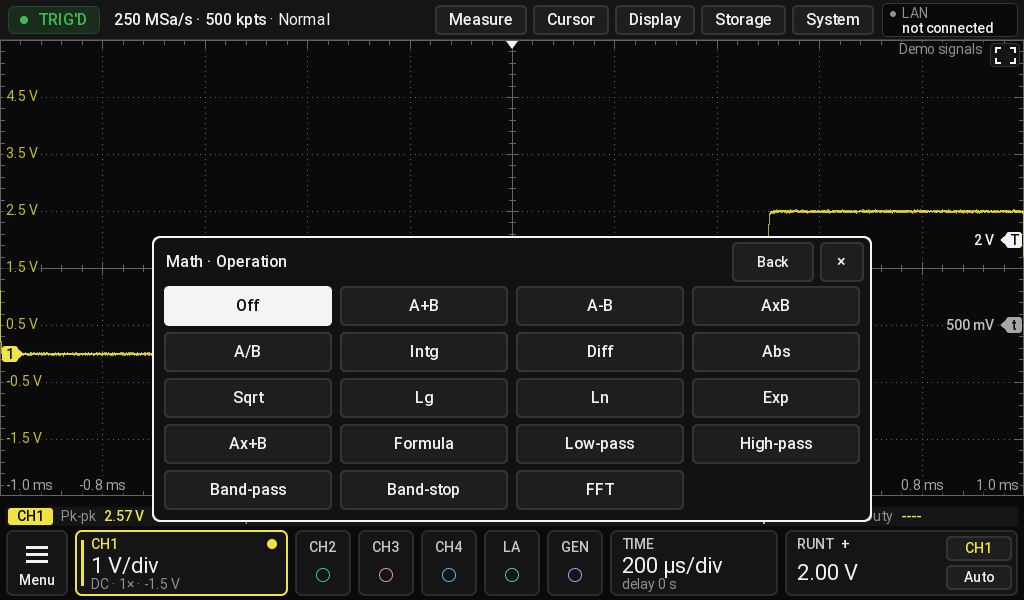 TRIG'D
250 MSa/s · 500 kpts · Normal
Measure
Cursor
Display
Storage
System
LAN
not connected
Demo signals
4.5 V
3.5 V
2.5 V
2 V
T
1.5 V
0.5 V
500 mV
t
1
-0.5 V
-1.5 V
-1.0 ms
-0.8 ms
0.8 ms
1.0 ms
Math · Operation
Back
×
Off
A+B
A-B
AxB
A/B
Intg
Diff
Abs
Sqrt
Lg
Ln
Exp
Ax+B
Formula
Low-pass
High-pass
Band-pass
Band-stop
FFT
CH1
Pk-pk
2.57 V
uty
----
Menu
CH1
1 V/div
DC · 1× · -1.5 V
CH2
CH3
CH4
LA
GEN
TIME
200 µs/div
delay 0 s
RUNT +
2.00 V
CH1
Auto